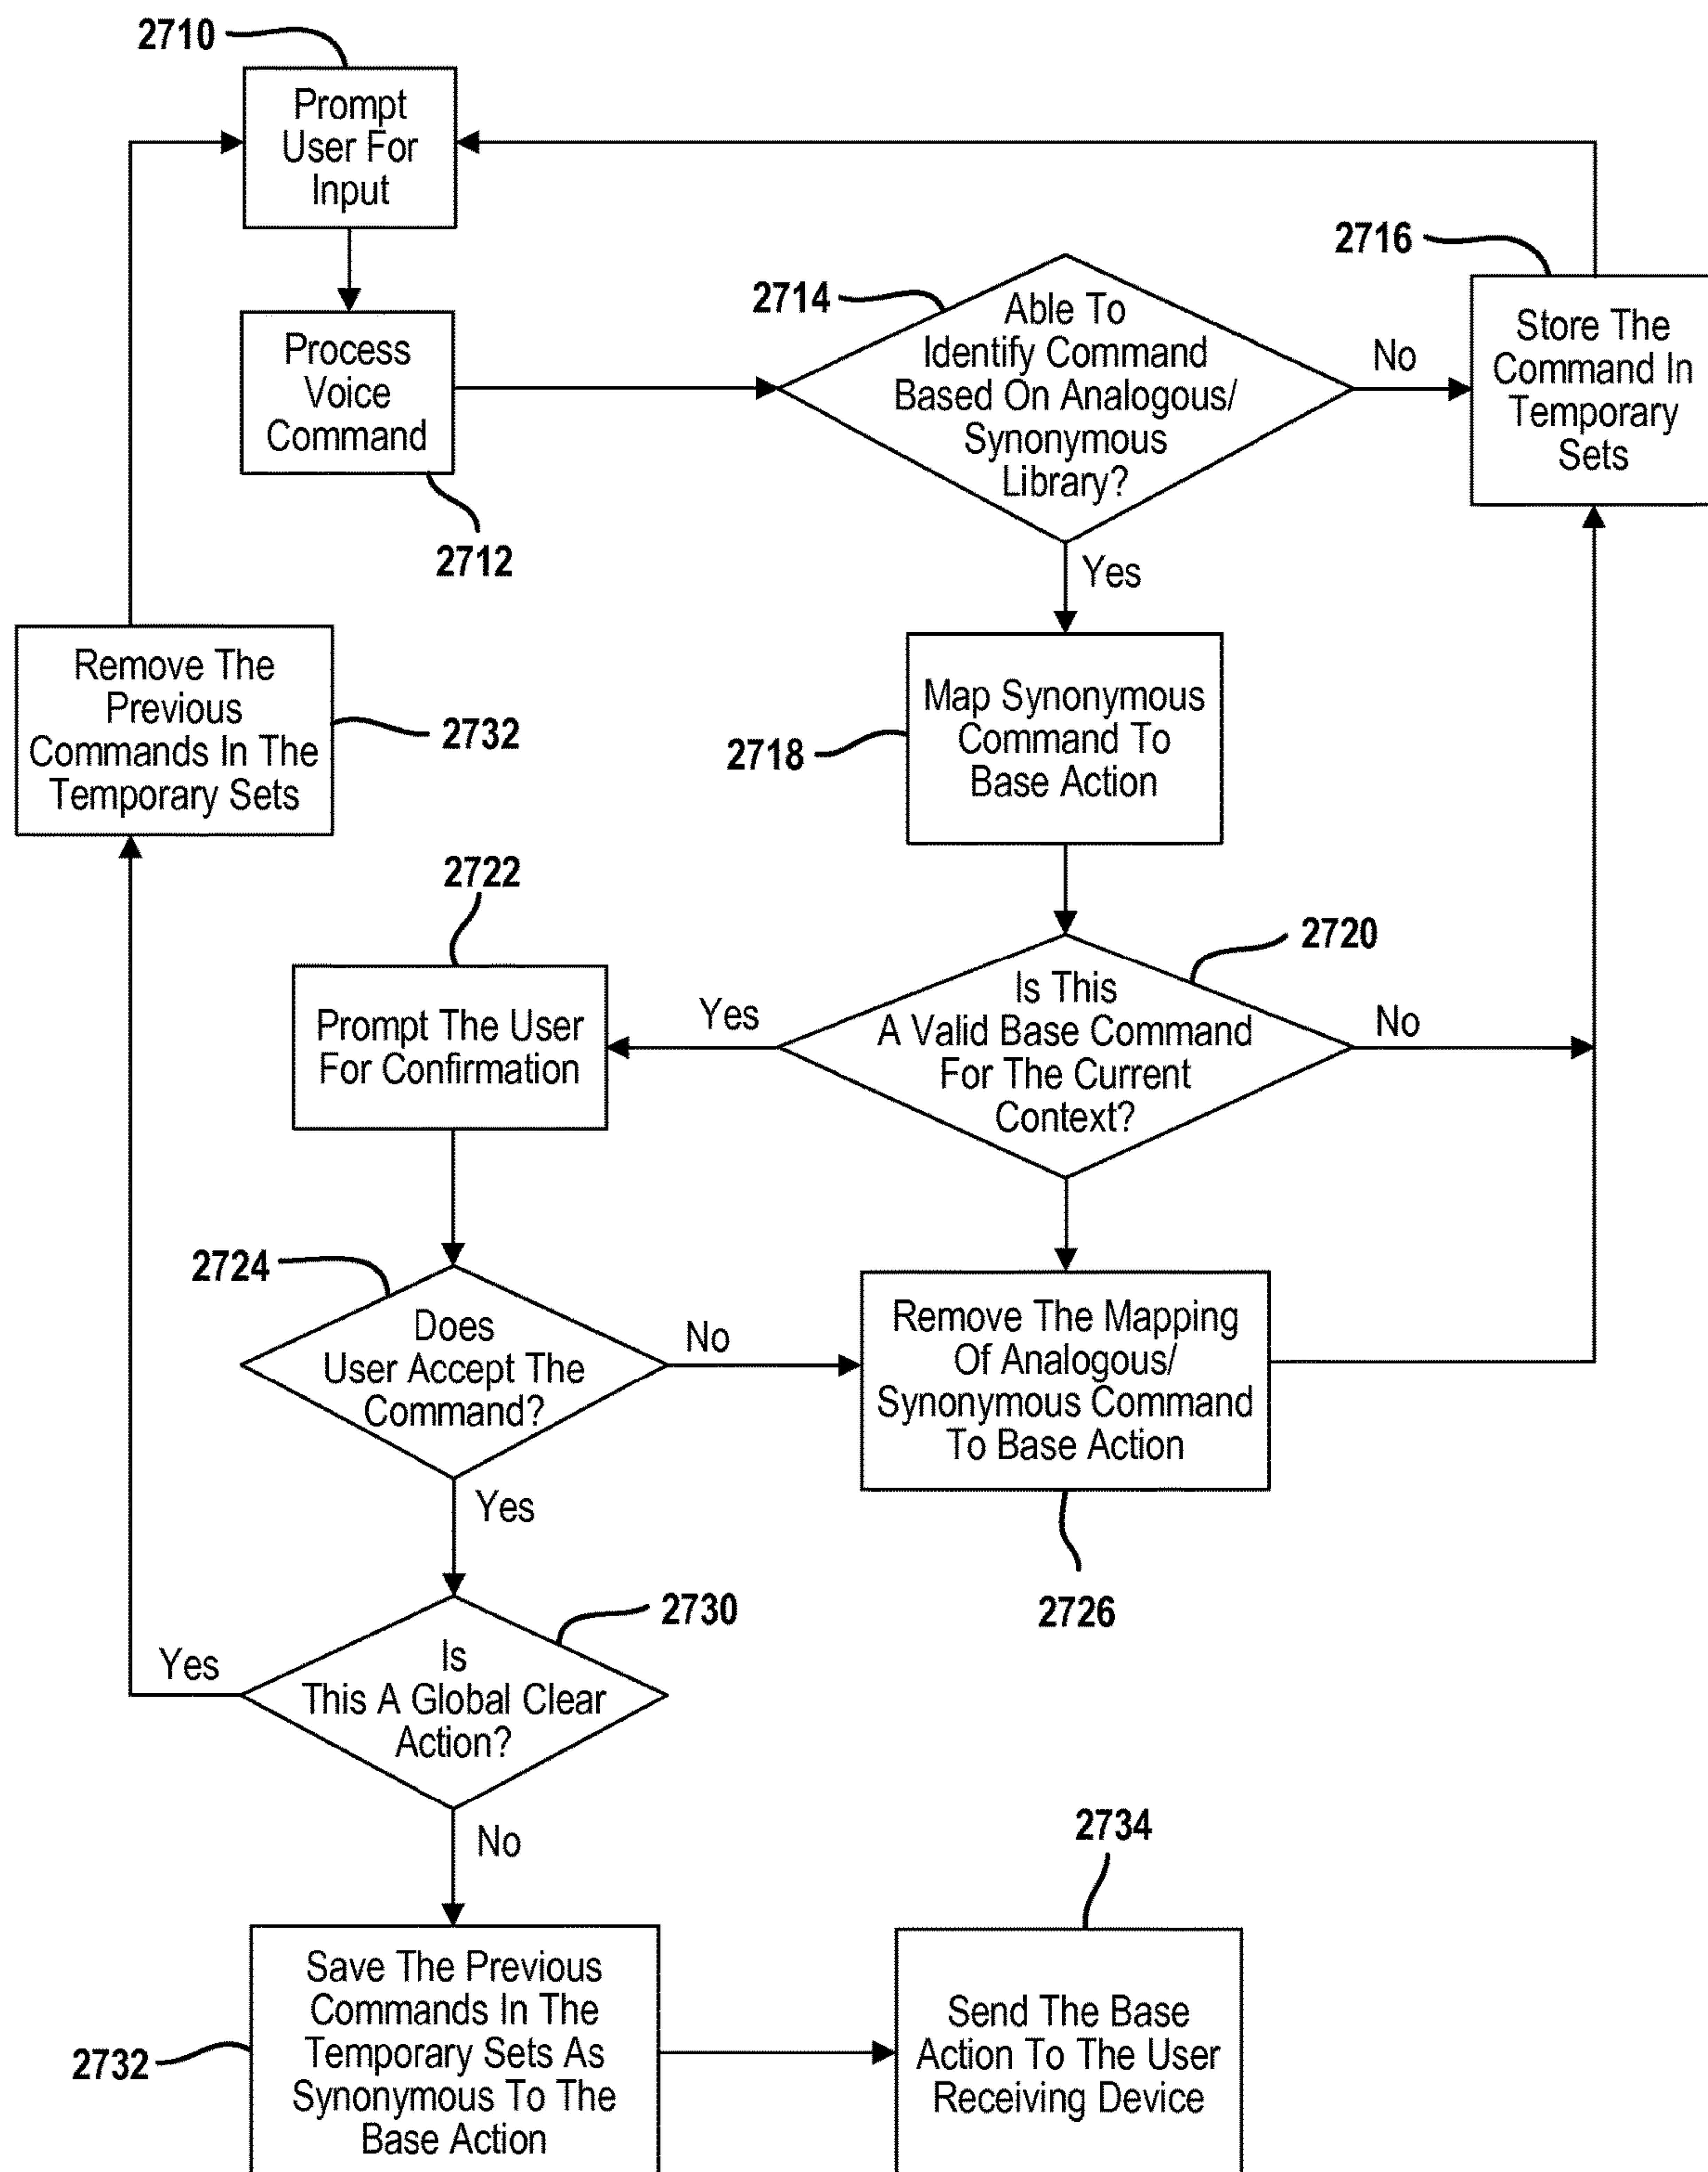 2710
Prompt
User For
Input
2716
2714
Able To
Identify Command
Based On Analogous/
Synonymous
Library?
No
Store The
Command In
Temporary
Sets
Process
Voice
Command
2712
Yes
Remove The
Previous
Commands In The
Temporary Sets
2732
Map Synonymous
Command To
Base Action
2718
2722
2720
Prompt The User
For Confirmation
Yes
Is This
A Valid Base Command
For The Current
Context?
No
2724
Does
User Accept The
Command?
No
Remove The Mapping
Of Analogous/
Synonymous Command
To Base Action
Yes
2726
2730
Yes
Is
This A Global Clear
Action?
No
2734
Save The Previous
Commands In The
Temporary Sets As
Synonymous To The
Base Action
2732
Send The Base
Action To The User
Receiving Device